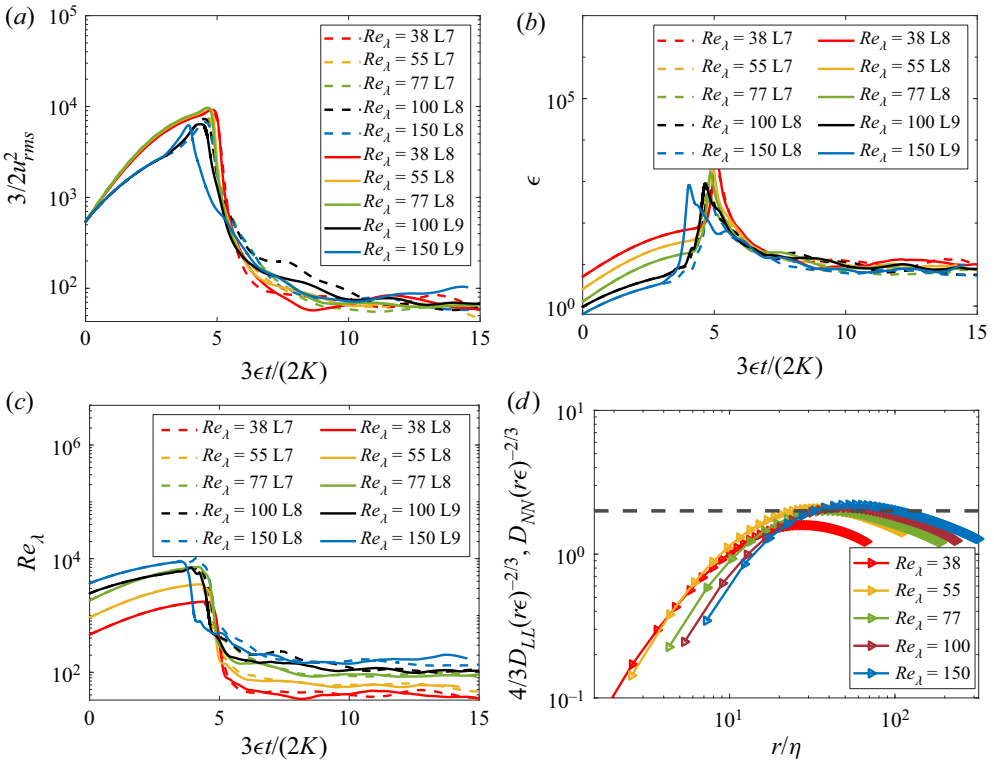 (a)
10^5
10^4
10^3
10^2
3/2u^2_{rms}
0 5 10 15
3ϵt/(2K)
Re_λ = 38 L7
Re_λ = 55 L7
Re_λ = 77 L7
Re_λ = 100 L8
Re_λ = 150 L8
Re_λ = 38 L8
Re_λ = 55 L8
Re_λ = 77 L8
Re_λ = 100 L9
Re_λ = 150 L9
(b)
10^5
10^0
ϵ
0 5 10 15
3ϵt/(2K)
Re_λ = 38 L7 Re_λ = 38 L8
Re_λ = 55 L7 Re_λ = 55 L8
Re_λ = 77 L7 Re_λ = 77 L8
Re_λ = 100 L8 Re_λ = 100 L9
Re_λ = 150 L8 Re_λ = 150 L9
(c)
10^6
10^4
10^2
Re_λ
0 5 10 15
3ϵt/(2K)
Re_λ = 38 L7 Re_λ = 38 L8
Re_λ = 55 L7 Re_λ = 55 L8
Re_λ = 77 L7 Re_λ = 77 L8
Re_λ = 100 L8 Re_λ = 100 L9
Re_λ = 150 L8 Re_λ = 150 L9
(d)
10^1
10^0
10^{−1}
4/3D_{LL}(rϵ)^{−2/3}, D_{NN}(rϵ)^{−2/3}
10^1 10^2
r/η
Re_λ = 38
Re_λ = 55
Re_λ = 77
Re_λ = 100
Re_λ = 150